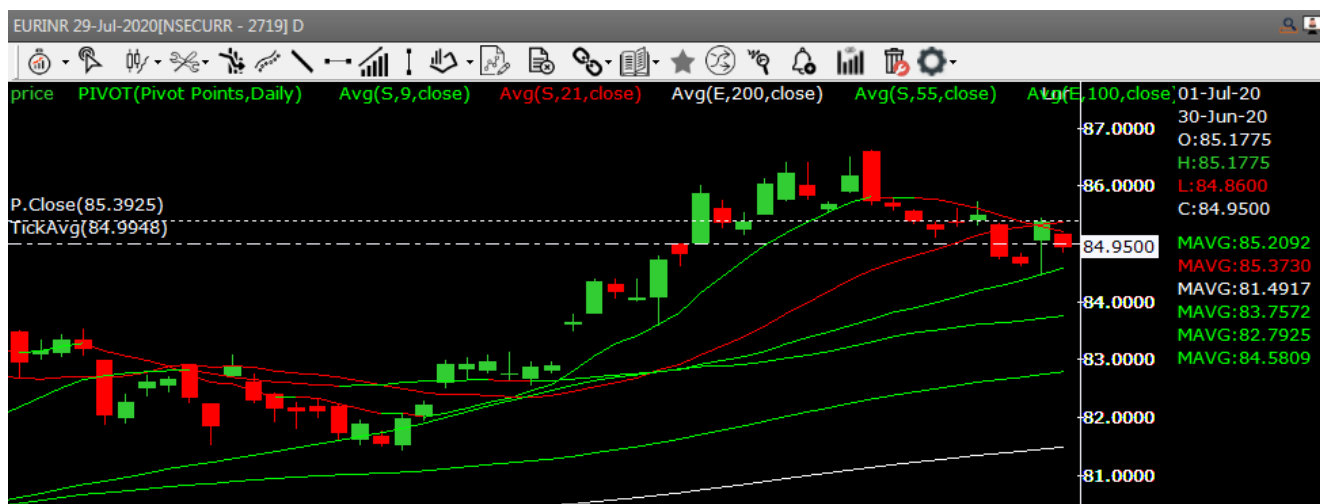 EURINR 29-Jul-2020[NSECURR - 2719] D
price PIVOT(Pivot Points,Daily) Avg(S,9,close) Avg(S,21,close) Avg(E,200,close) Avg(S,55,close) Avg(E,100,close)
01-Jul-20
30-Jun-20
O:85.1775
H:85.1775
L:84.8600
C:84.9500
MAVG:85.2092
MAVG:85.3730
MAVG:81.4917
MAVG:83.7572
MAVG:82.7925
MAVG:84.5809
P.Close(85.3925)
TickAvg(84.9948)
87.0000
86.0000
84.9500
84.0000
83.0000
82.0000
81.0000